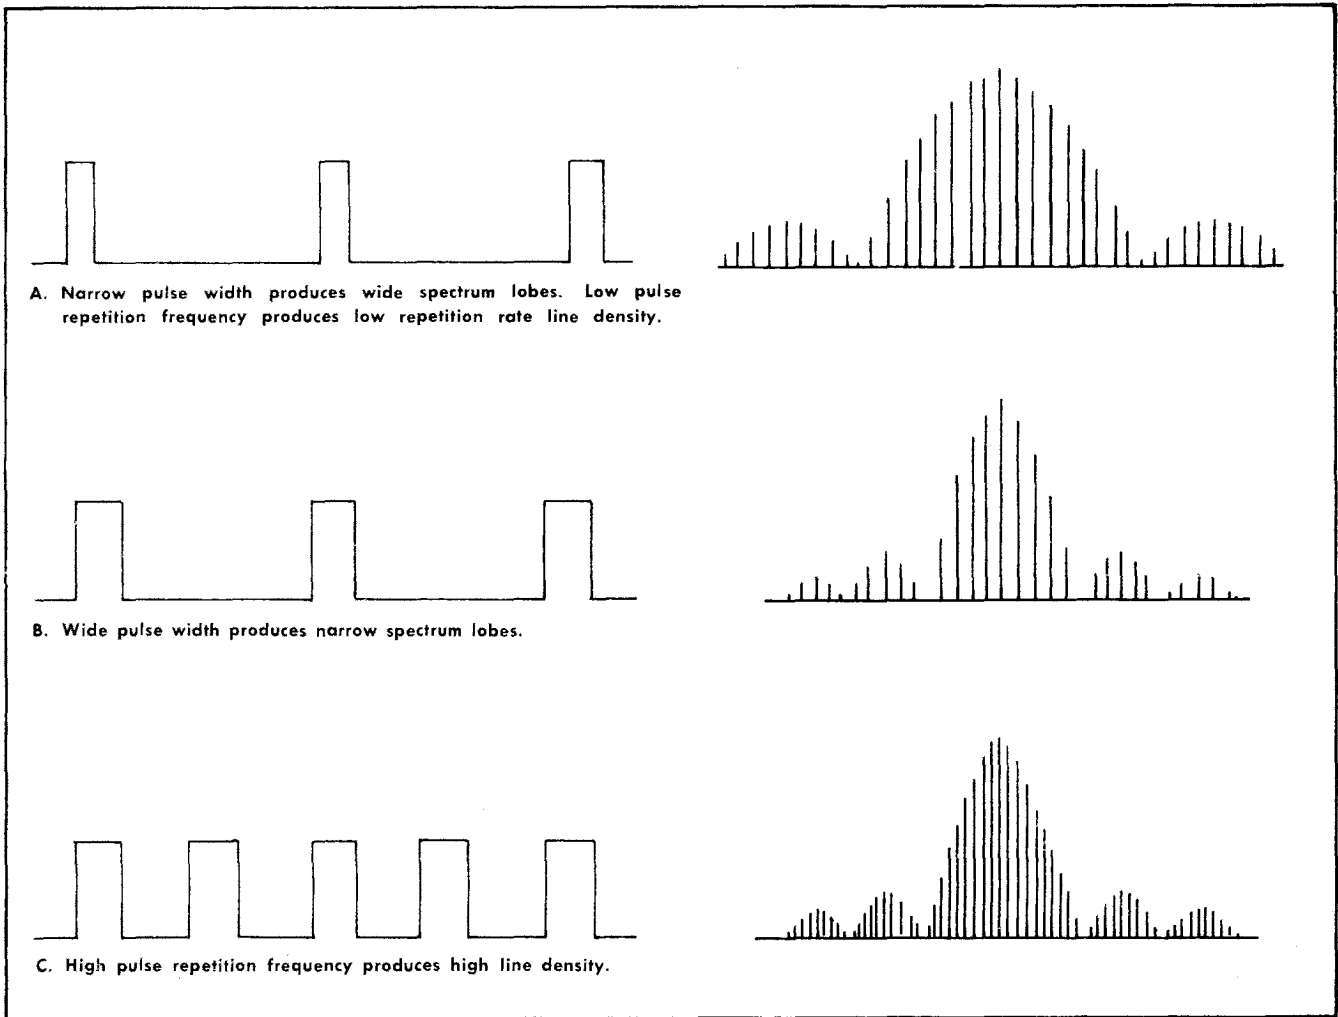 A. Narrow pulse width produces wide spectrum lobes. Low pulse
repetition frequency produces low repetition rate line density.
B. Wide pulse width produces narrow spectrum lobes.
C. High pulse repetition frequency produces high line density.